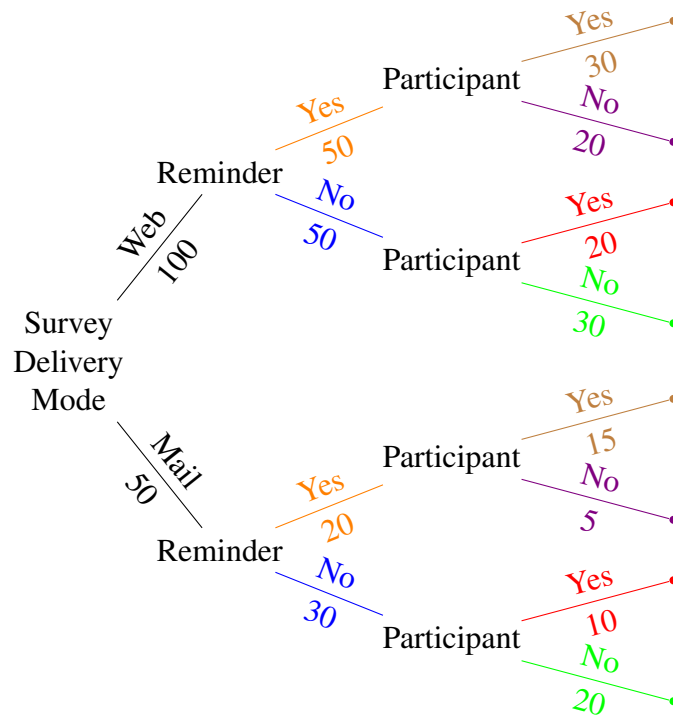 Yes
30
Participant
No
20
Yes
50
Reminder
No
50
Yes
20
Participant
No
30
Web
100
Survey
Delivery
Mode
Mail
50
Yes
15
Participant
No
5
Yes
20
Reminder
No
30
Yes
10
Participant
No
20